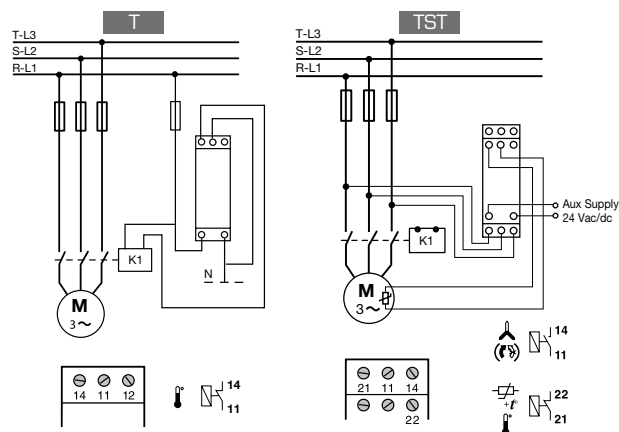 T
T-L3
S-L2
R-L1
K1
N
M
3~
14 11 12
14
11
TST
T-L3
S-L2
R-L1
Aux Supply
24 Vac/dc
K1
M
3~
21 11 14
22
14
11
+t°
22
21